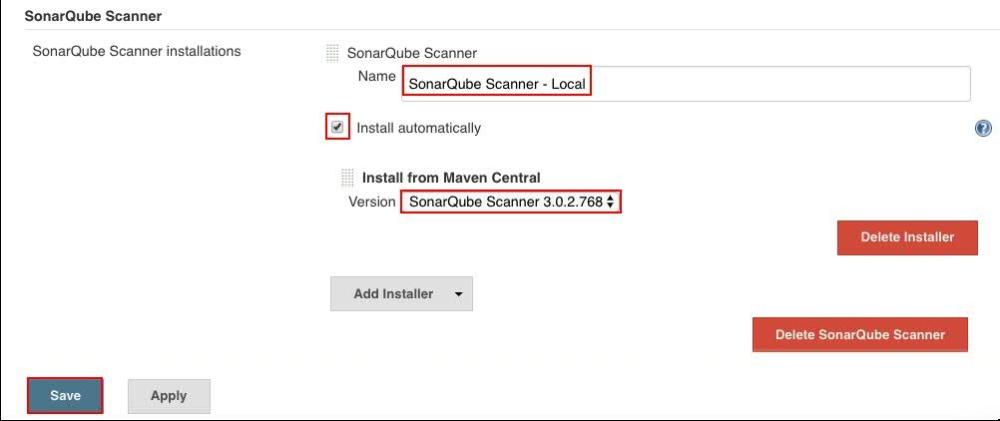 SonarQube Scanner
SonarQube Scanner installations
SonarQube Scanner
Name SonarQube Scanner - Local
Install automatically
?
Install from Maven Central
Version SonarQube Scanner 3.0.2.768
Delete Installer
Add Installer
Delete SonarQube Scanner
Save Apply